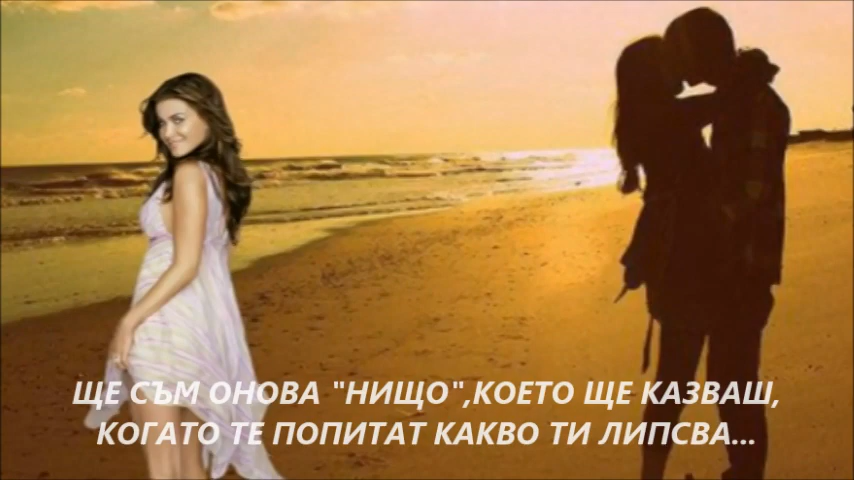 ЩЕ СЪМ ОНОВА "НИЩО",КОЕТО ЩЕ КАЗВАШ,
КОГАТО ТЕ ПОПИТАТ КАКВО ТИ ЛИПСВА...